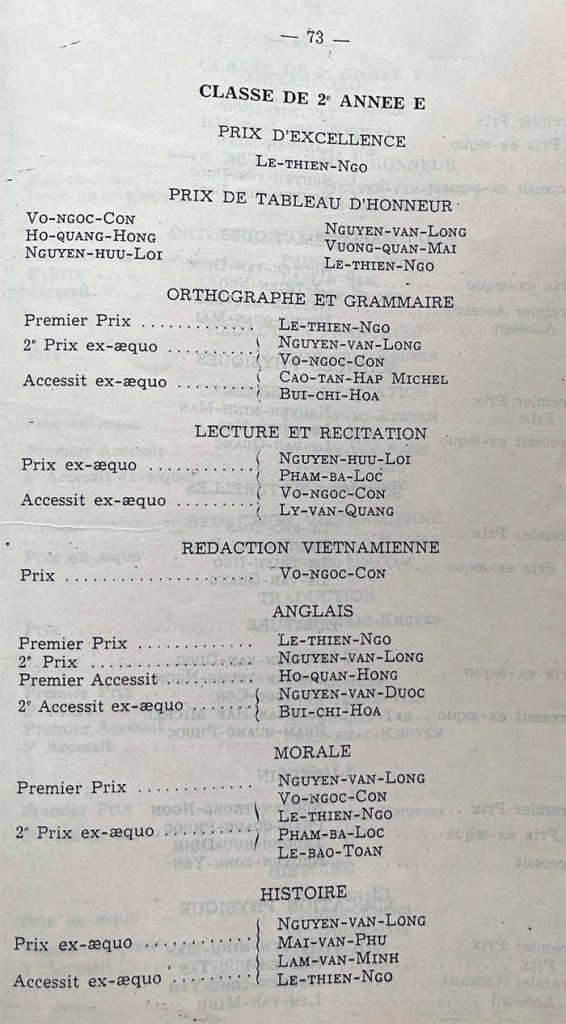 — 73 —
CLASSE DE 2e ANNEE E
PRIX D'EXCELLENCE
LE-THIEN-NGO
PRIX DE TABLEAU D'HONNEUR
VO-NGOC-CON NGUYEN-VAN-LONG
HO-QUANG-HONG VUONG-QUAN-MAI
NGUYEN-HUU-LOI LE-THIEN-NGO
ORTHOGRAPHE ET GRAMMAIRE
Premier Prix ............. LE-THIEN-NGO
2e Prix ex-æquo .......... NGUYEN-VAN-LONG
VO-NGOC-CON
Accessit ex-æquo ......... CAO-TAN-HAP MICHEL
BUI-CHI-HOA
LECTURE ET RECITATION
Prix ex-æquo ............ NGUYEN-HUU-LOI
PHAM-BA-LOC
Accessit ex-æquo ......... VO-NGOC-CON
LY-VAN-QUANG
REDACTION VIETNAMIENNE
Prix ..................... VO-NGOC-CON
ANGLAIS
Premier Prix ............. LE-THIEN-NGO
2e Prix .................. NGUYEN-VAN-LONG
Premier Accessit .......... HO-QUANG-HONG
2e Accessit ex-æquo ....... NGUYEN-VAN-DUOC
BUI-CHI-HOA
MORALE
Premier Prix ............. NGUYEN-VAN-LONG
VO-NGOC-CON
2e Prix ex-æquo .......... LE-THIEN-NGO
PHAM-BA-LOC
LE-BAO-TOAN
HISTOIRE
NGUYEN-VAN-LONG
Prix ex-æquo ............ MAI-VAN-PHU
LAM-VAN-MINH
Accessit ex-æquo ......... LE-THIEN-NGO